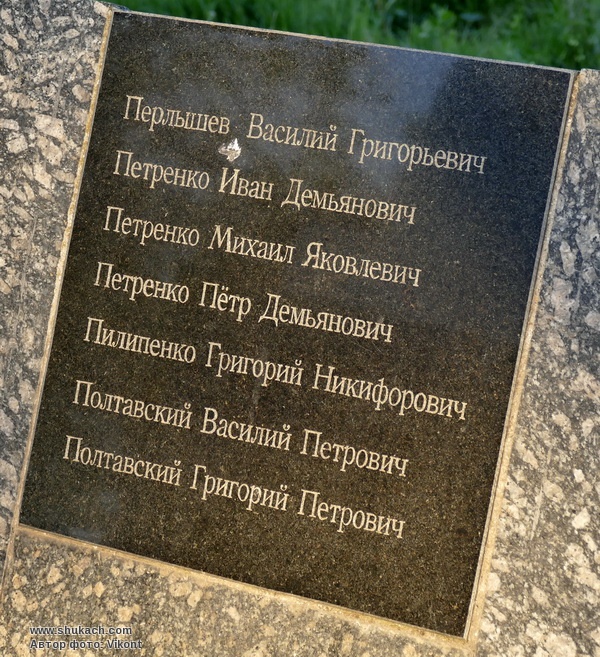 Перлышев Василий Григорьевич
Петренко Иван Демьянович
Петренко Михаил Яковлевич
Петренко Пётр Демьянович
Пилипенко Григорий Никифорович
Полтавский Василий Петрович
Полтавский Григорий Петрович
www.shukach.com
Автор фото: Vikont